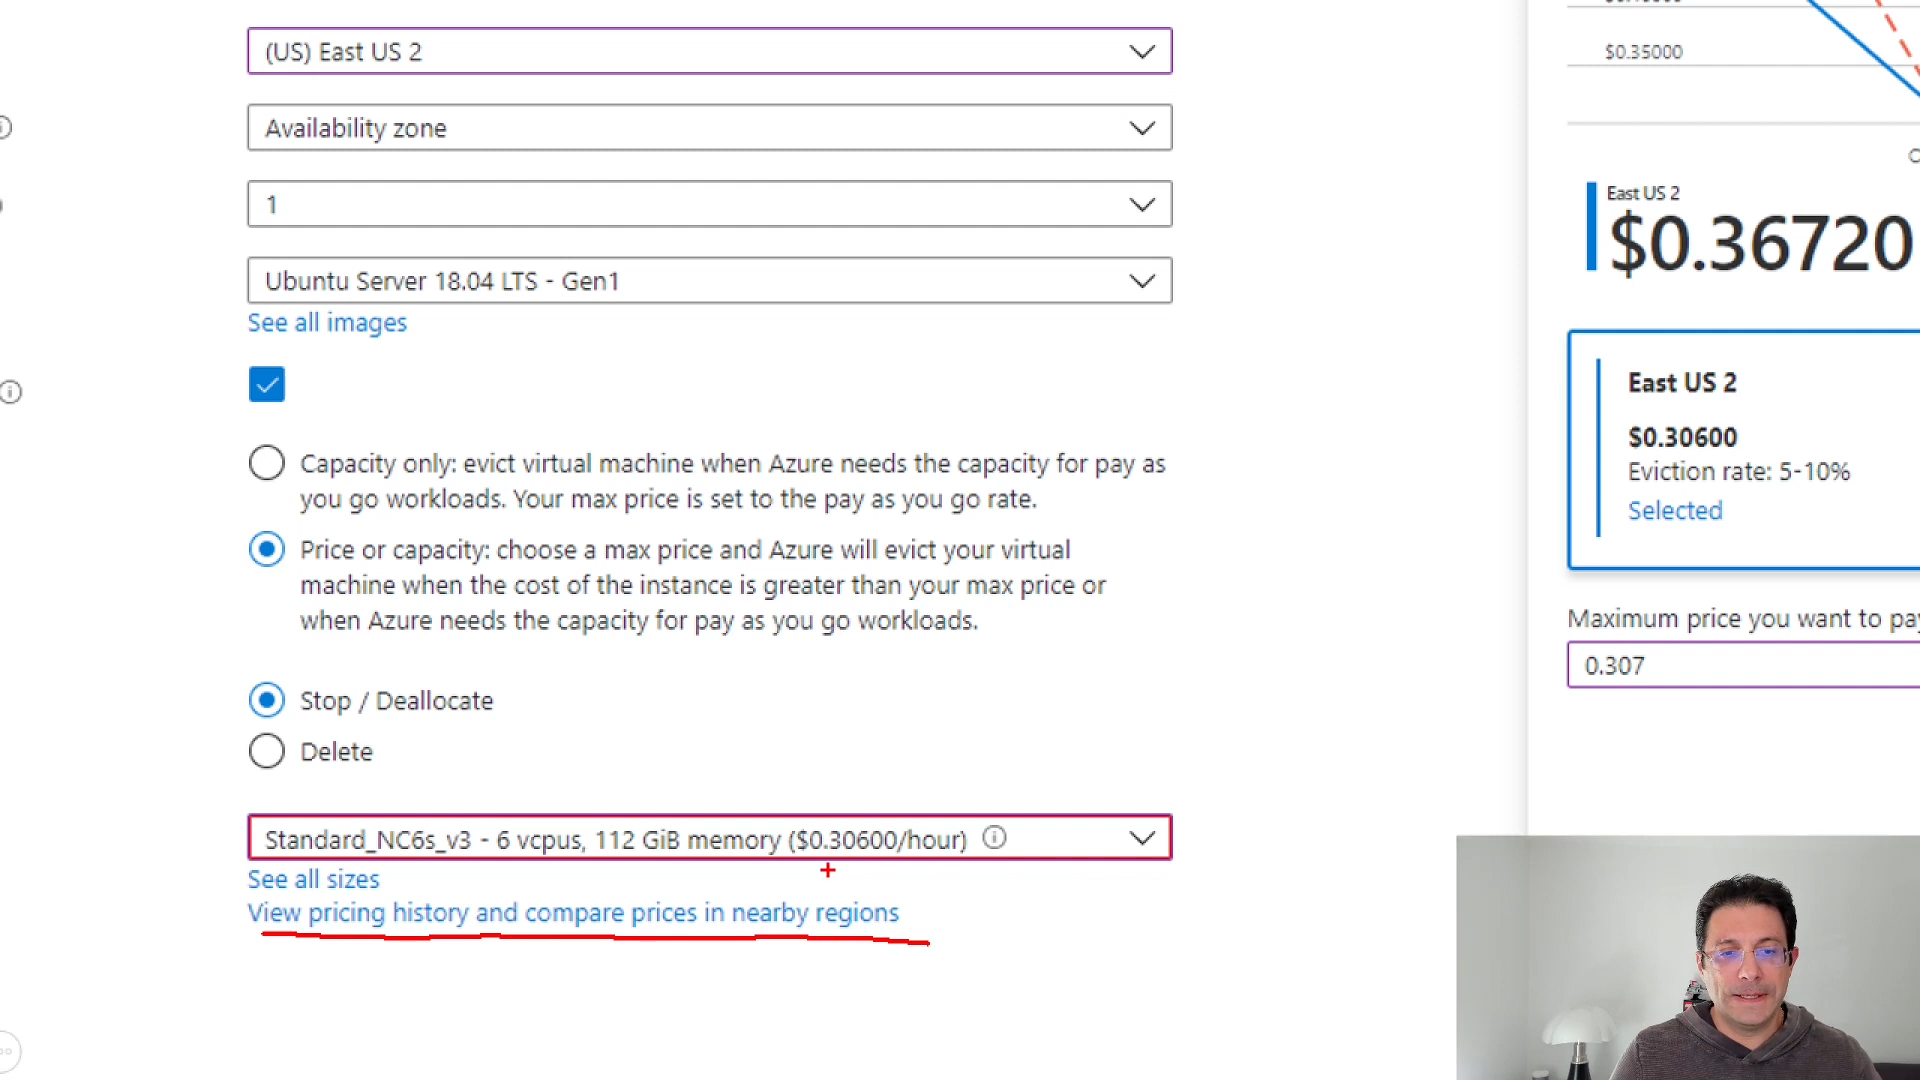 (US) East US 2
Availability zone
1
Ubuntu Server 18.04 LTS - Gen1
See all images
Capacity only: evict virtual machine when Azure needs the capacity for pay as
you go workloads. Your max price is set to the pay as you go rate.
Price or capacity: choose a max price and Azure will evict your virtual
machine when the cost of the instance is greater than your max price or
when Azure needs the capacity for pay as you go workloads.
Stop / Deallocate
Delete
Standard_NC6s_v3 - 6 vcpus, 112 GiB memory ($0.30600/hour)
See all sizes
View pricing history and compare prices in nearby regions
$0.35000
East US 2
$0.36720
East US 2
$0.30600
Eviction rate: 5-10%
Selected
Maximum price you want to
0.307